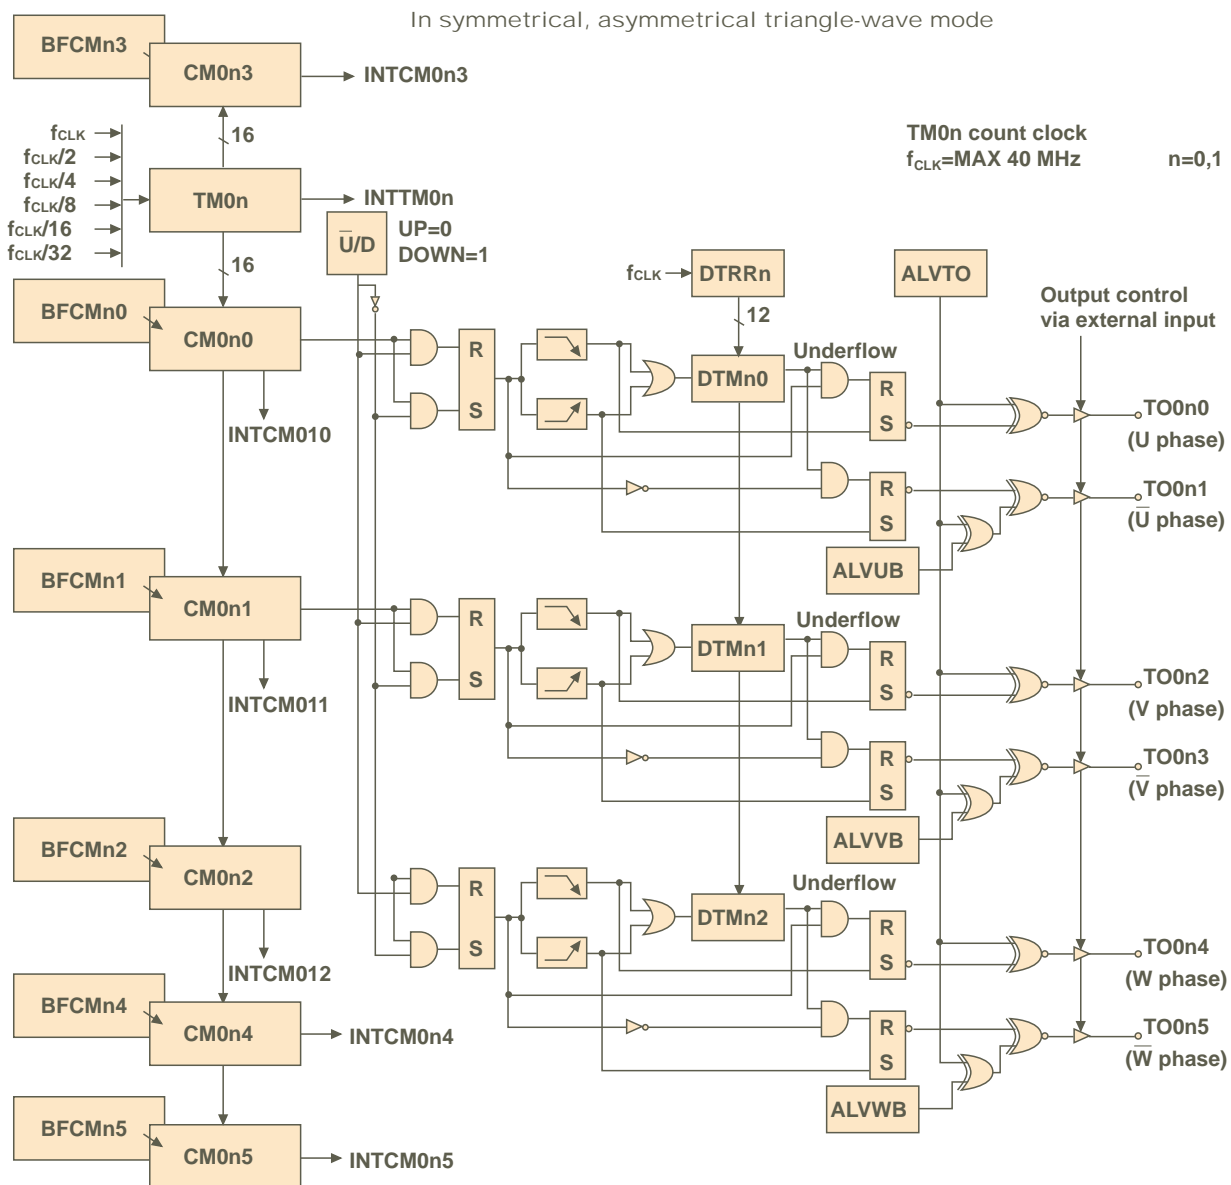 In symmetrical, asymmetrical triangle-wave mode
BFCMn3
CM0n3
INTCM0n3
16
fCLK
fCLK/2
fCLK/4
fCLK/8
fCLK/16
fCLK/32
TM0n
INTTM0n
TM0n count clock
fCLK=MAX 40 MHz
n=0,1
U̅/D
UP=0
DOWN=1
16
fCLK
DTRRn
12
ALVTO
Output control
via external input
BFCMn0
CM0n0
INTCM010
R
S
DTMn0
Underflow
R
S
TO0n0
(U phase)
R
S
TO0n1
(U̅ phase)
ALVUB
BFCMn1
CM0n1
INTCM011
R
S
DTMn1
Underflow
R
S
TO0n2
(V phase)
R
S
TO0n3
(V̅ phase)
ALVVB
BFCMn2
CM0n2
INTCM012
R
S
DTMn2
Underflow
R
S
TO0n4
(W phase)
R
S
TO0n5
(W̅ phase)
ALVWB
BFCMn4
CM0n4
INTCM0n4
BFCMn5
CM0n5
INTCM0n5